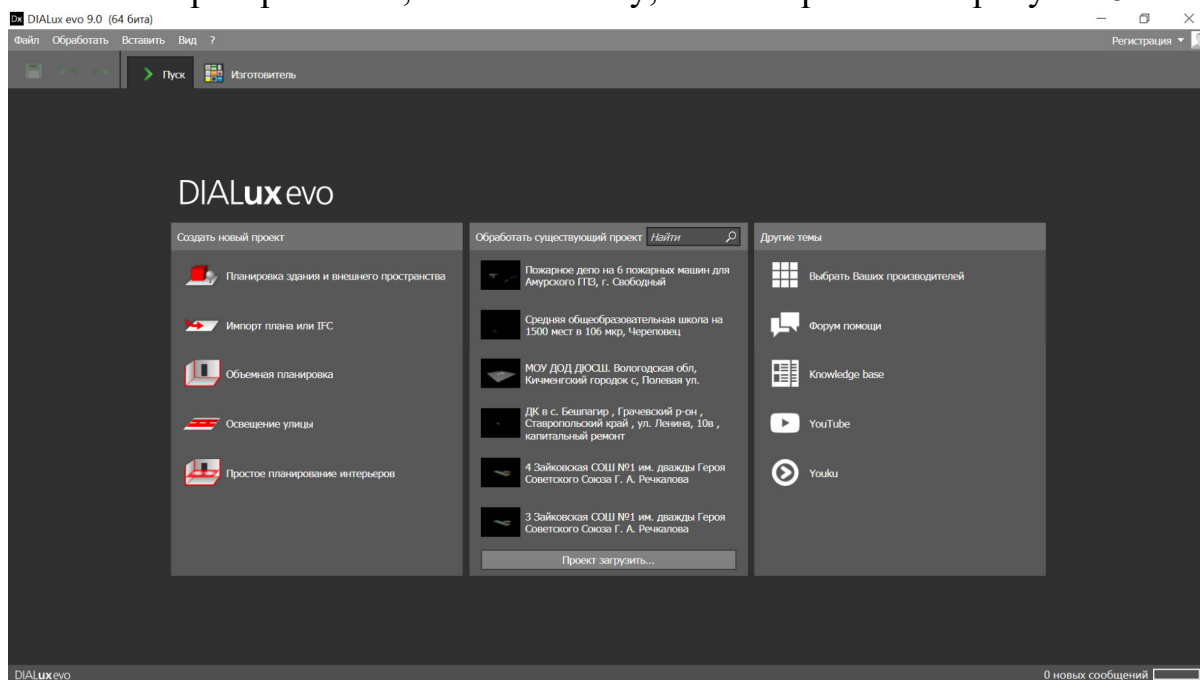 DIALux evo 9.0 (64 бита)
Файл Обработать Вставить Вид ?
Регистрация
Пуск
Изготовитель
DIALux evo
Создать новый проект
Планировка здания и внешнего пространства
Импорт плана или IFC
Объемная планировка
Освещение улицы
Простое планирование интерьеров
Обработать существующий проект Найти
Пожарное депо на 6 пожарных машин для
Амурского ГПЗ, г. Свободный
Средняя общеобразовательная школа на
1500 мест в 106 мкр, Череповец
МОУ ДОД ДЮСШ. Вологодская обл,
Кичменгский городок с, Полевая ул.
ДК в с. Бешпагир , Грачевский р-он ,
Ставропольский край , ул. Ленина, 10в ,
капитальный ремонт
4 Зайковская СОШ №1 им. дважды Героя
Советского Союза Г. А. Речкалова
3 Зайковская СОШ №1 им. дважды Героя
Советского Союза Г. А. Речкалова
Проект загрузить...
Другие темы
Выбрать Ваших производителей
Форум помощи
Knowledge base
YouTube
Youku
DIALux evo
0 новых сообщений